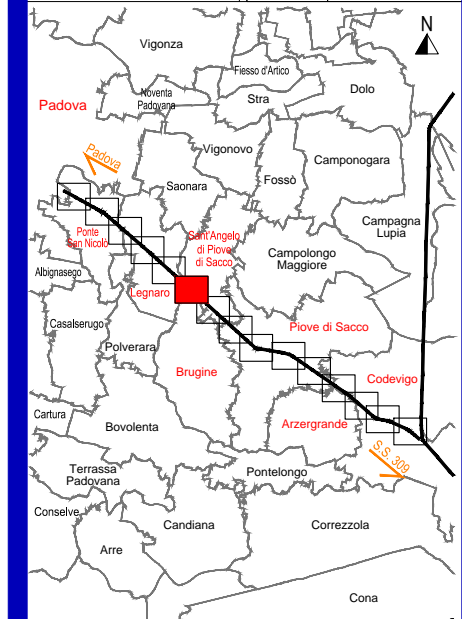 N
Vigonza
Fiesso d'Artico
Dolo
Padova
Noventa
Padovana
Stra
Vigonovo
Padova
Camponogara
Saonara
Fossò
Campagna
Lupia
Ponte
San Nicolò
Sant'Angelo
di Piove
di Sacco
Campolongo
Maggiore
Albignasego
Legnaro
Casalserugo
Piove di Sacco
Polverara
Brugine
Codevigo
Cartura
Bovolenta
Arzergrande
S.S. 309
Terrassa
Padovana
Pontelongo
Conselve
Candiana
Correzzola
Arre
Cona